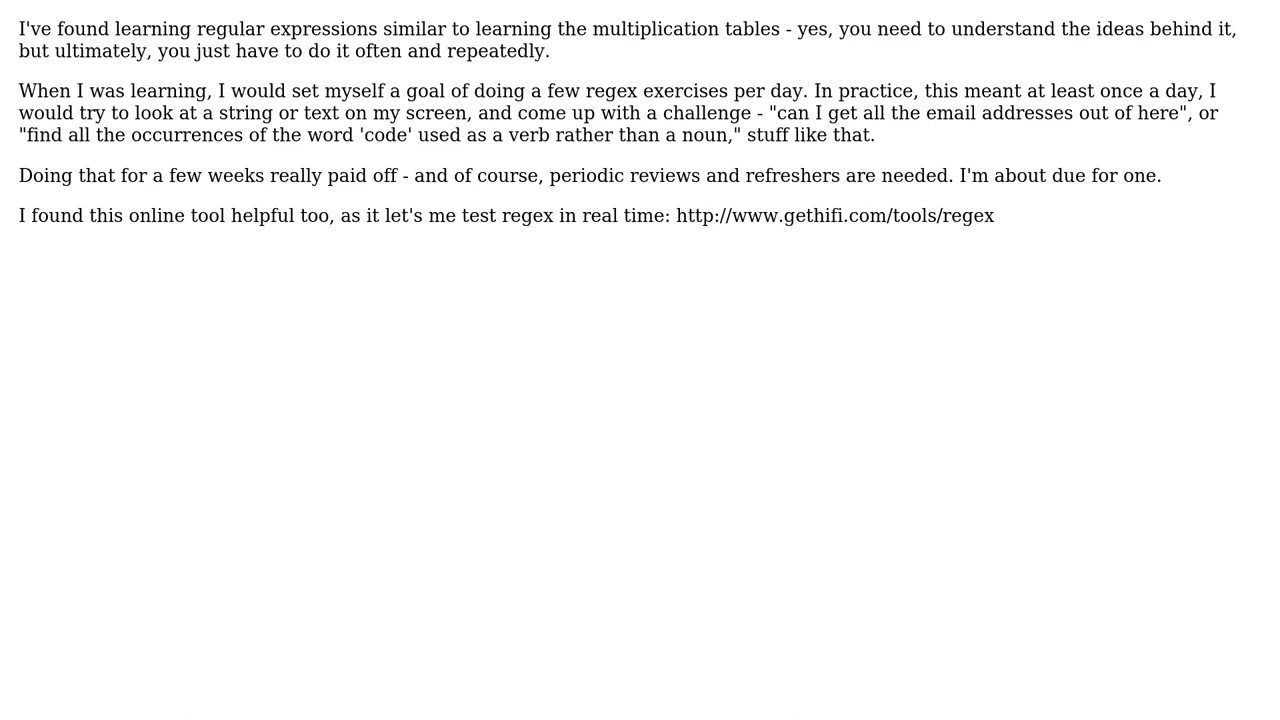 I've found learning regular expressions similar to learning the multiplication tables - yes, you need to understand the ideas behind it,
but ultimately, you just have to do it often and repeatedly.
When I was learning, I would set myself a goal of doing a few regex exercises per day. In practice, this meant at least once a day, I
would try to look at a string or text on my screen, and come up with a challenge - "can I get all the email addresses out of here", or
"find all the occurrences of the word 'code' used as a verb rather than a noun," stuff like that.
Doing that for a few weeks really paid off - and of course, periodic reviews and refreshers are needed. I'm about due for one.
I found this online tool helpful too, as it let's me test regex in real time: http://www.gethifi.com/tools/regex